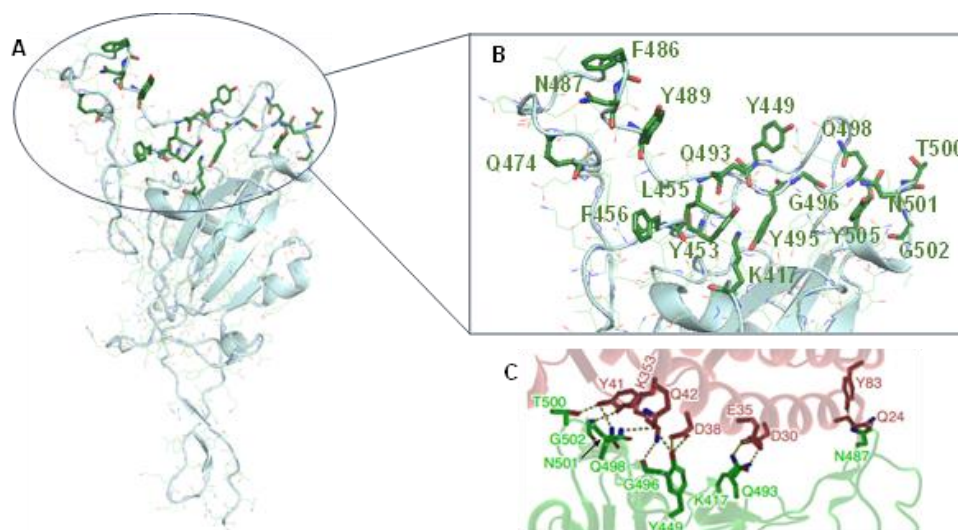 A
B
F486
N487
Y489
Y449
Q498
T500
Q474
Q493
L455
G496
N501
F456
Y453
Y495
Y505
G502
K417
C
Y41
K353
Q42
Y83
T500
E35
Q24
G502
D38
D30
N501
Q498
N487
G496
K417
Q493
Y449